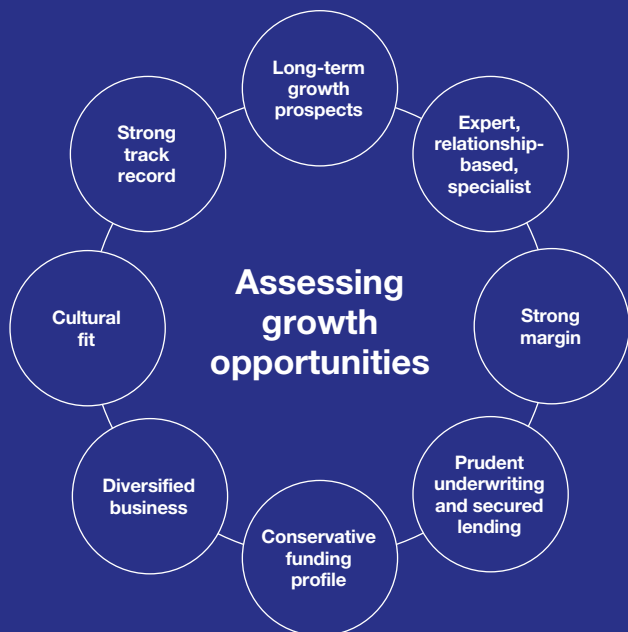 Long-term
growth
prospects
Expert,
relationship-
based,
specialist
Strong
margin
Prudent
underwriting
and secured
lending
Conservative
funding
profile
Diversified
business
Cultural
fit
Strong
track
record
Assessing
growth
opportunities